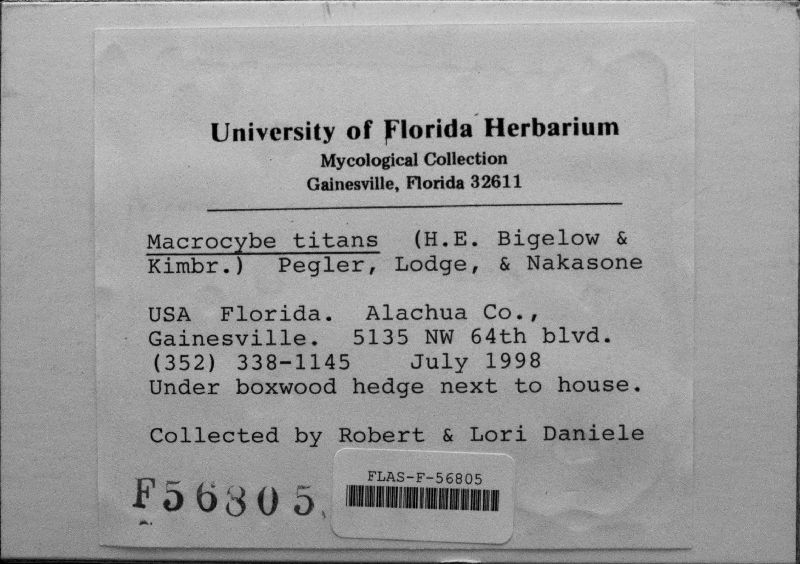 University of Florida Herbarium
Mycological Collection
Gainesville, Florida 32611
Macrocybe titans (H.E. Bigelow &
Kimbr.) Pegler, Lodge, & Nakasone
USA Florida. Alachua Co.,
Gainesville. 5135 NW 64th blvd.
(352) 338-1145 July 1998
Under boxwood hedge next to house.
Collected by Robert & Lori Daniele
F56805
FLAS-F-56805